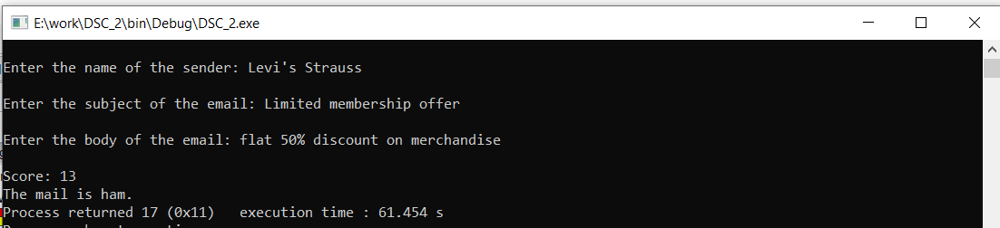 E:\work\DSC_2\bin\Debug\DSC_2.exe
Enter the name of the sender: Levi's Strauss
Enter the subject of the email: Limited membership offer
Enter the body of the email: flat 50% discount on merchandise
Score: 13
The mail is ham.
Process returned 17 (0x11)   execution time : 61.454 s